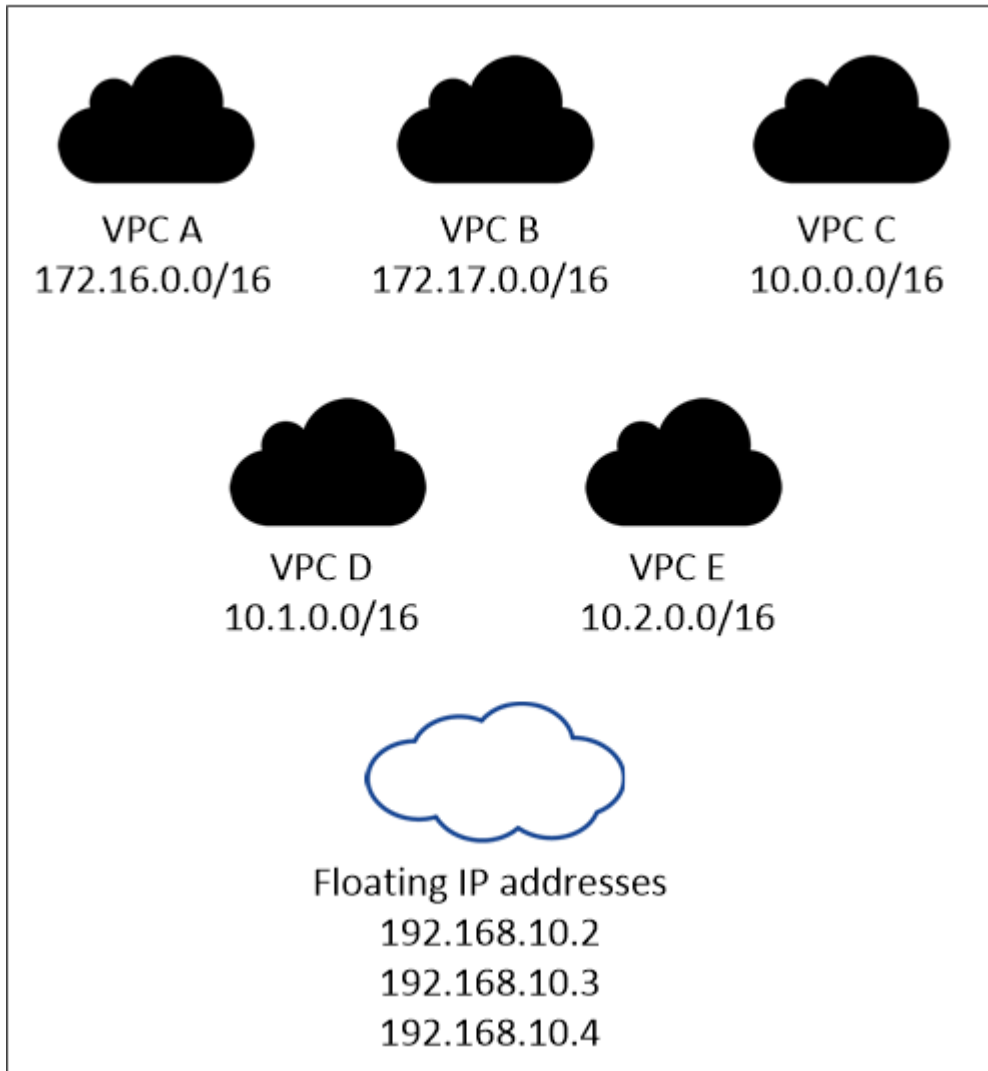 VPC A
172.16.0.0/16
VPC B
172.17.0.0/16
VPC C
10.0.0.0/16
VPC D
10.1.0.0/16
VPC E
10.2.0.0/16
Floating IP addresses
192.168.10.2
192.168.10.3
192.168.10.4